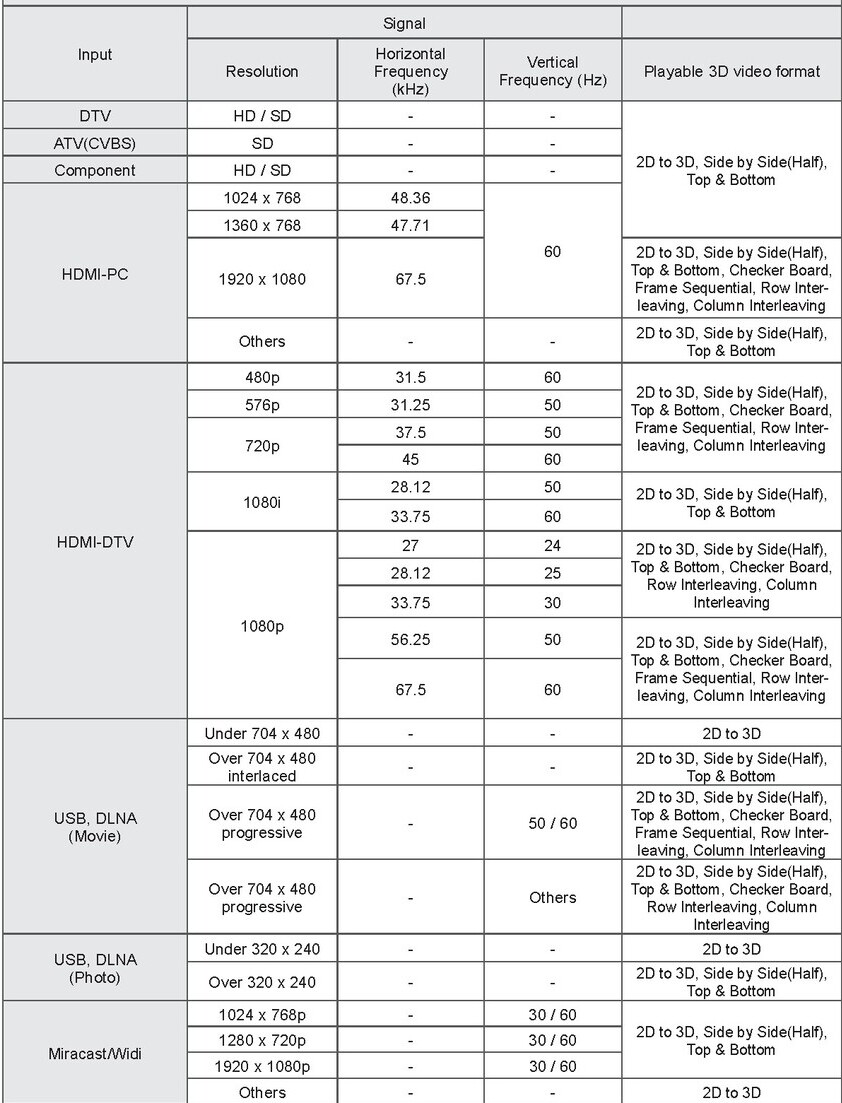 Signal
Input
Resolution
Horizontal
Frequency
(kHz)
Vertical
Frequency (Hz)
Playable 3D video format
DTV
HD / SD
-
-
2D to 3D, Side by Side(Half),
Top & Bottom
ATV(CVBS)
SD
-
-
Component
HD / SD
-
-
HDMI-PC
1024 x 768
48.36
60
1360 x 768
47.71
1920 x 1080
67.5
2D to 3D, Side by Side(Half),
Top & Bottom, Checker Board,
Frame Sequential, Row Inter-
leaving, Column Interleaving
Others
-
-
2D to 3D, Side by Side(Half),
Top & Bottom
HDMI-DTV
480p
31.5
60
2D to 3D, Side by Side(Half),
Top & Bottom, Checker Board,
Frame Sequential, Row Inter-
leaving, Column Interleaving
576p
31.25
50
720p
37.5
50
45
60
1080i
28.12
50
2D to 3D, Side by Side(Half),
Top & Bottom
33.75
60
1080p
27
24
2D to 3D, Side by Side(Half),
Top & Bottom, Checker Board,
Row Interleaving, Column
Interleaving
28.12
25
33.75
30
56.25
50
2D to 3D, Side by Side(Half),
Top & Bottom, Checker Board,
Frame Sequential, Row Inter-
leaving, Column Interleaving
67.5
60
USB, DLNA
(Movie)
Under 704 x 480
-
-
2D to 3D
Over 704 x 480
interlaced
-
-
2D to 3D, Side by Side(Half),
Top & Bottom
Over 704 x 480
progressive
-
50 / 60
2D to 3D, Side by Side(Half),
Top & Bottom, Checker Board,
Frame Sequential, Row Inter-
leaving, Column Interleaving
Over 704 x 480
progressive
-
Others
2D to 3D, Side by Side(Half),
Top & Bottom, Checker Board,
Row Interleaving, Column
Interleaving
USB, DLNA
(Photo)
Under 320 x 240
-
-
2D to 3D
Over 320 x 240
-
-
2D to 3D, Side by Side(Half),
Top & Bottom
Miracast/Widi
1024 x 768p
-
30 / 60
2D to 3D, Side by Side(Half),
Top & Bottom
1280 x 720p
-
30 / 60
1920 x 1080p
-
30 / 60
Others
-
-
2D to 3D